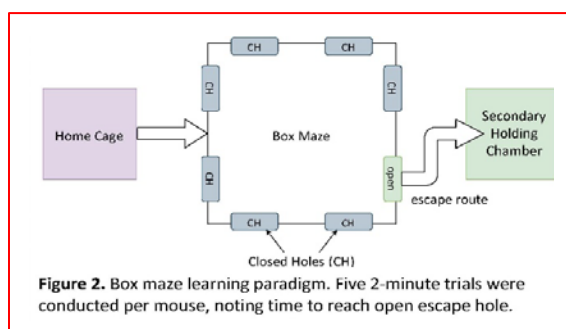 CH
CH
CH
CH
Home Cage
Box Maze
Secondary
Holding
Chamber
CH
open
escape route
CH
CH
Closed Holes (CH)
Figure 2. Box maze learning paradigm. Five 2-minute trials were
conducted per mouse, noting time to reach open escape hole.